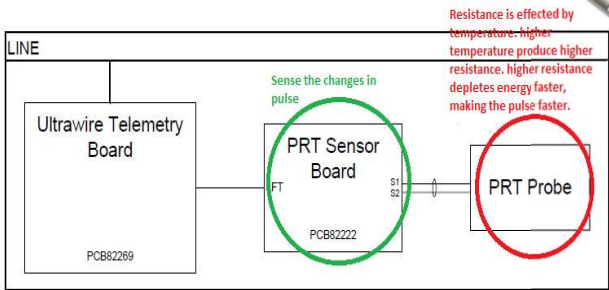 Resistance is effected by
temperature. higher
temperature produce higher
resistance. higher resistance
depletes energy faster,
making the pulse faster.
LINE
Sense the changes in
pulse
Ultrawire Telemetry
Board
PCB82269
PRT Sensor
Board
FT
S1
S2
PCB82222
PRT Probe